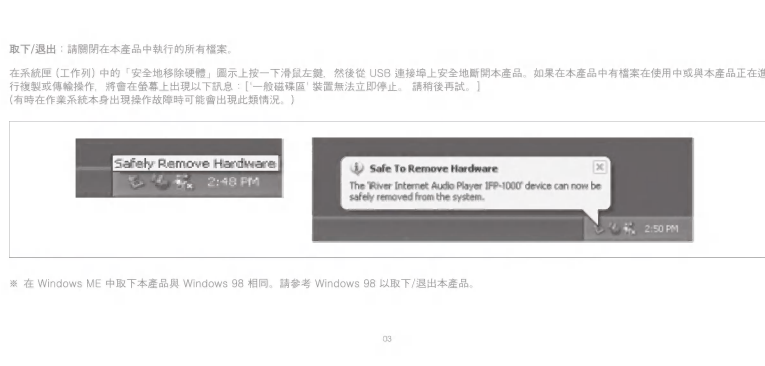 取下/退出：請關閉在本產品中執行的所有檔案。
在系統匣 (工作列) 中的「安全地移除硬體」圖示上按一下滑鼠左鍵, 然後從 USB 連接埠上安全地斷開本產品。如果在本產品中有檔案在使用中或與本產品正在進
行複製或傳輸操作, 將會在螢幕上出現以下訊息：['一般磁碟區' 裝置無法立即停止。 請稍後再試。]
(有時在作業系統本身出現操作故障時可能會出現此類情況。)
Safely Remove Hardware
2:48 PM
Safe To Remove Hardware
The 'iRiver Internet Audio Player IFP-1000' device can now be
safely removed from the system.
2:50 PM
※ 在 Windows ME 中取下本產品與 Windows 98 相同。請參考 Windows 98 以取下/退出本產品。
03